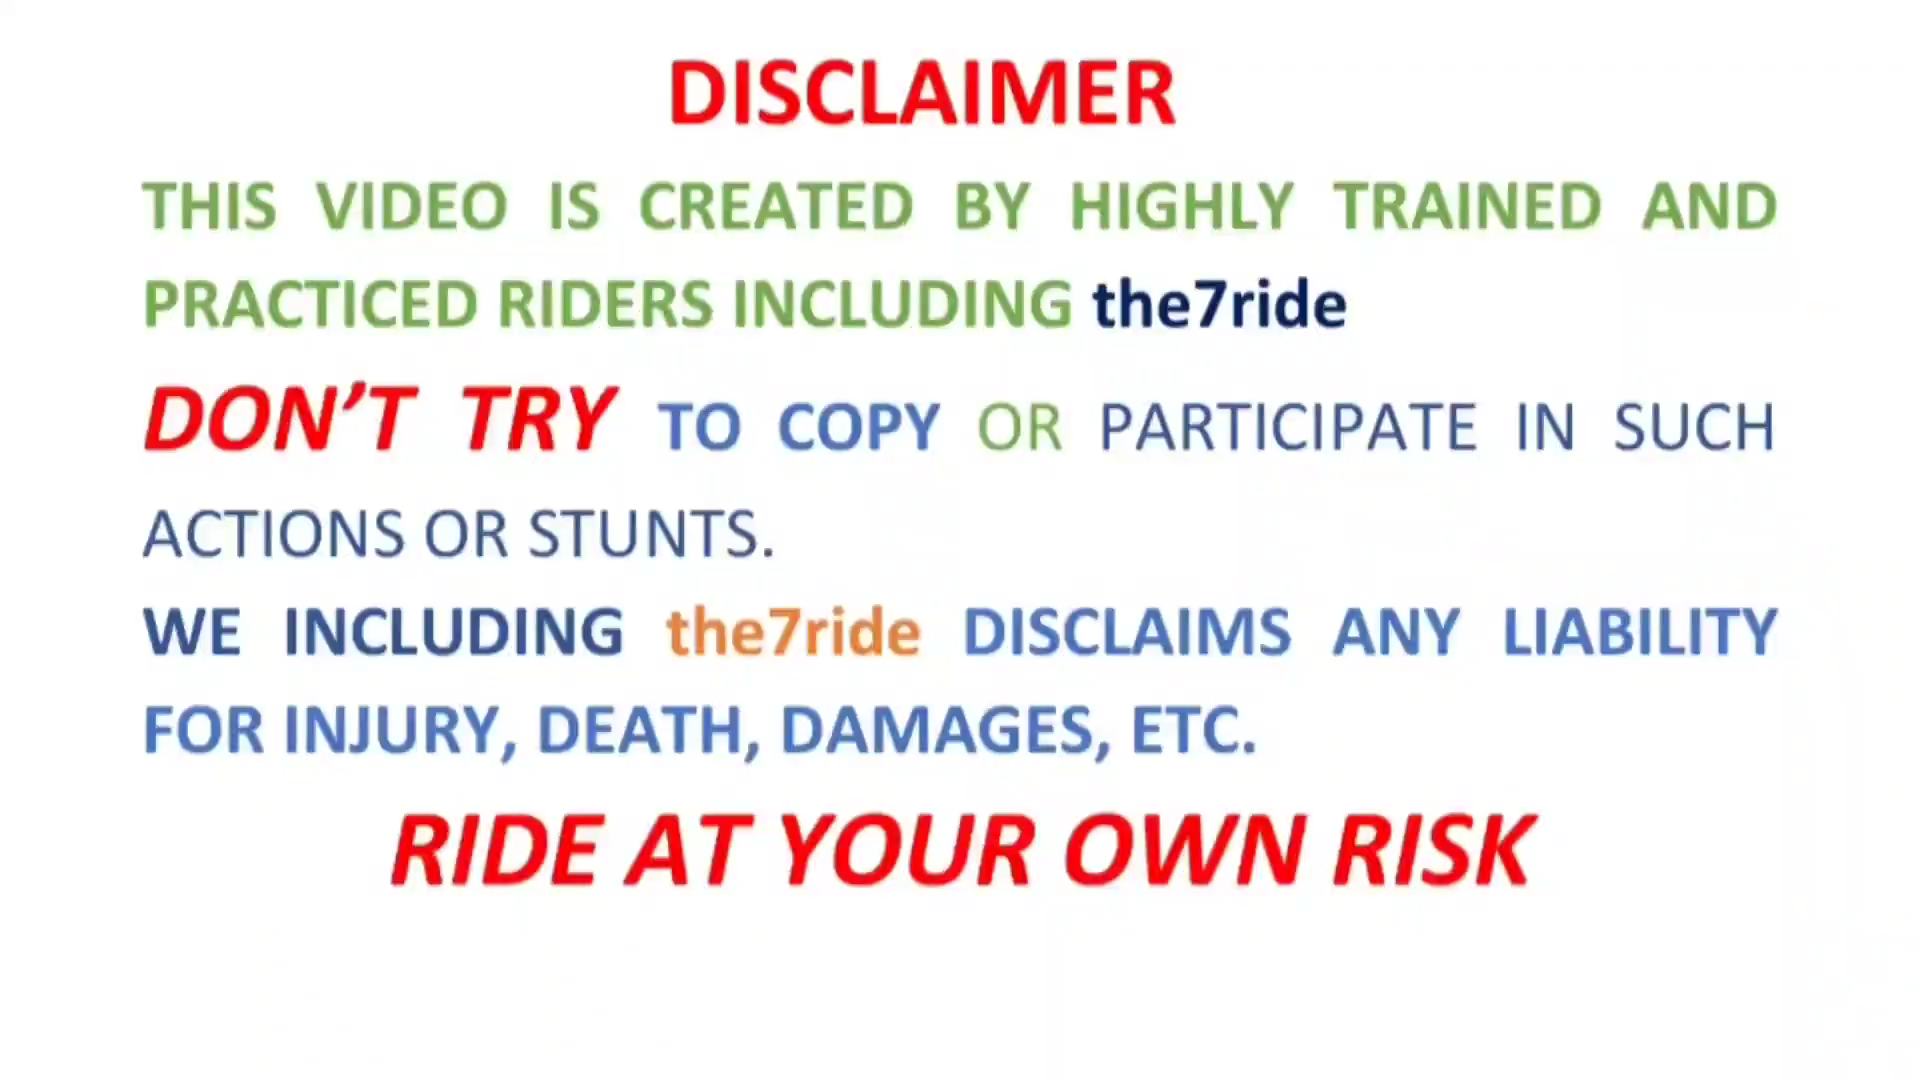 DISCLAIMER
THIS VIDEO IS CREATED BY HIGHLY TRAINED AND
PRACTICED RIDERS INCLUDING the7ride
DON’T TRY TO COPY OR PARTICIPATE IN SUCH
ACTIONS OR STUNTS.
WE INCLUDING the7ride DISCLAIMS ANY LIABILITY
FOR INJURY, DEATH, DAMAGES, ETC.
RIDE AT YOUR OWN RISK